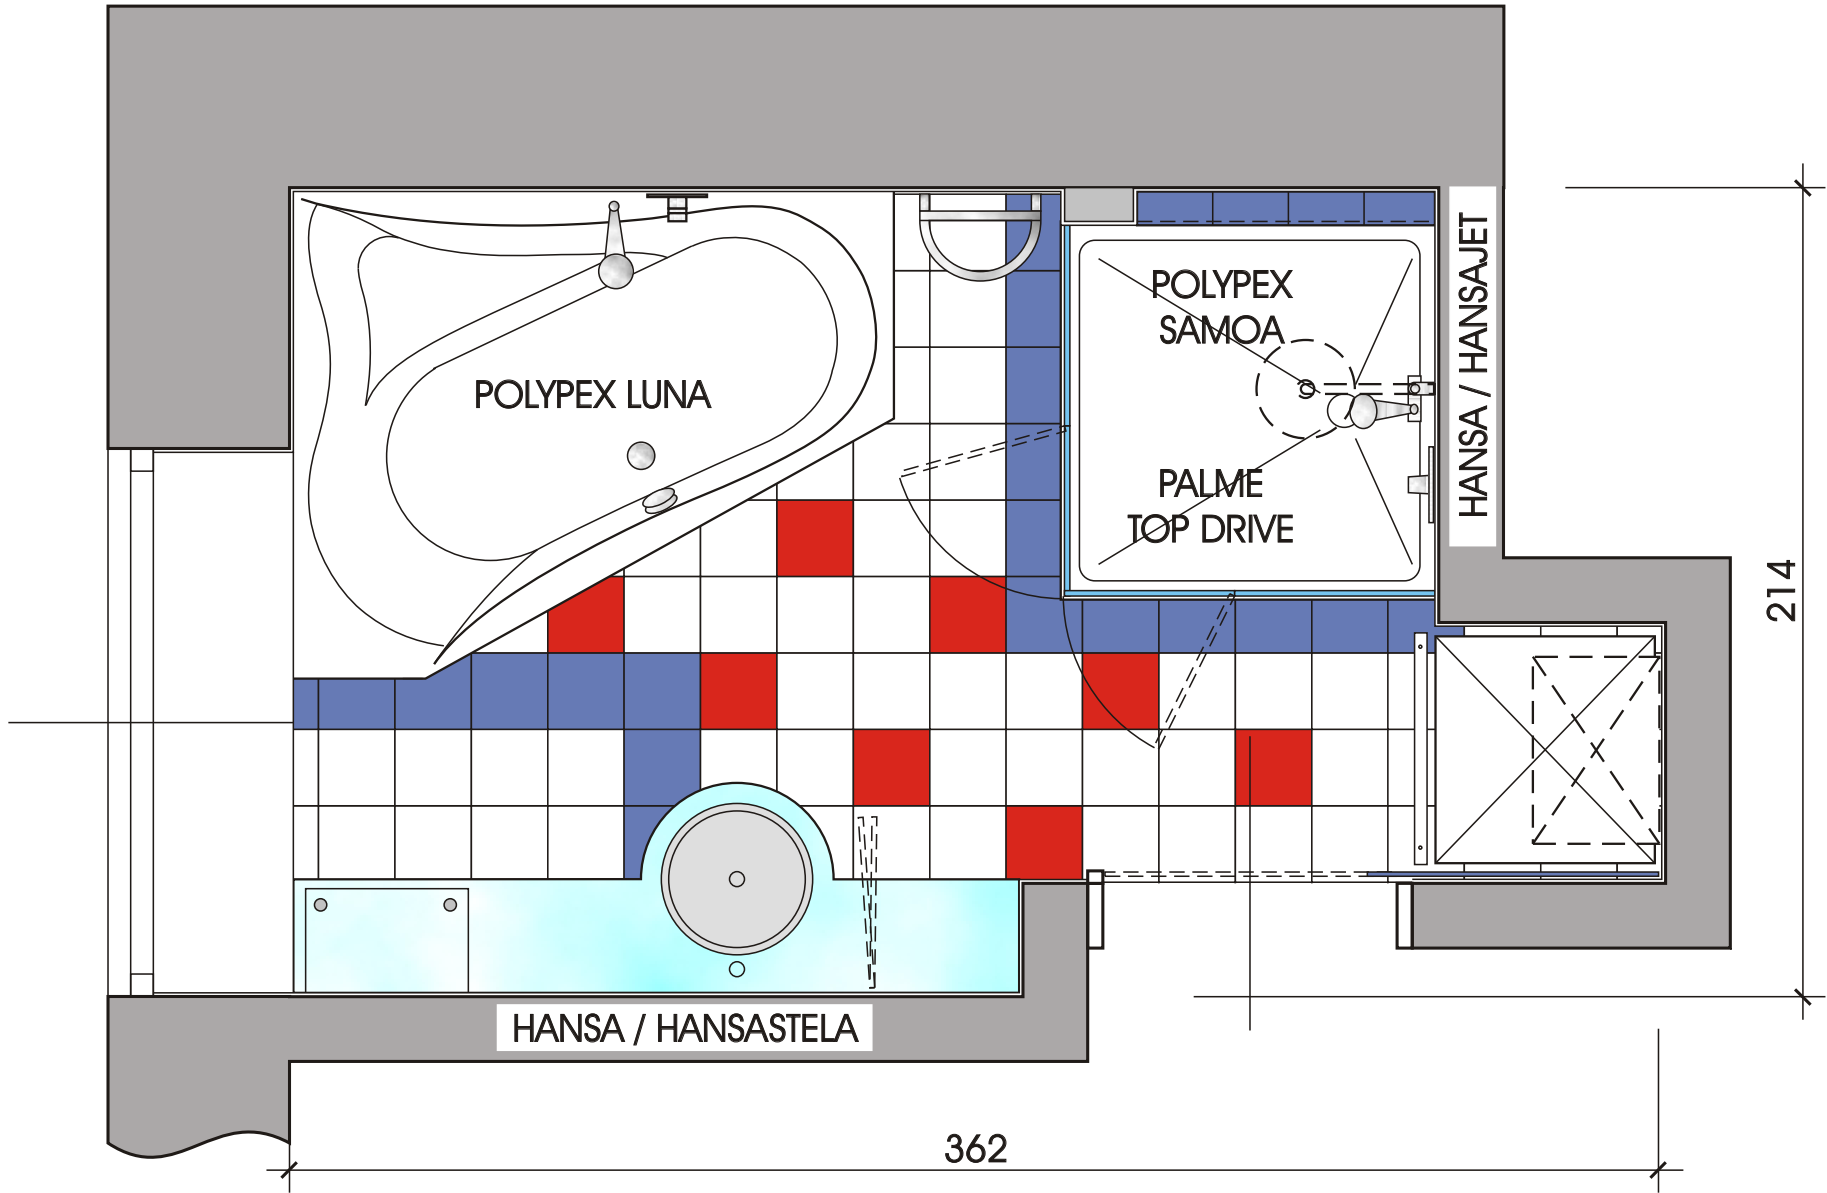 POLYPEX LUNA
POLYPEX
SAMOA
PALME
TOP DRIVE
HANSA / HANSAJET
214
HANSA / HANSASTELA
362